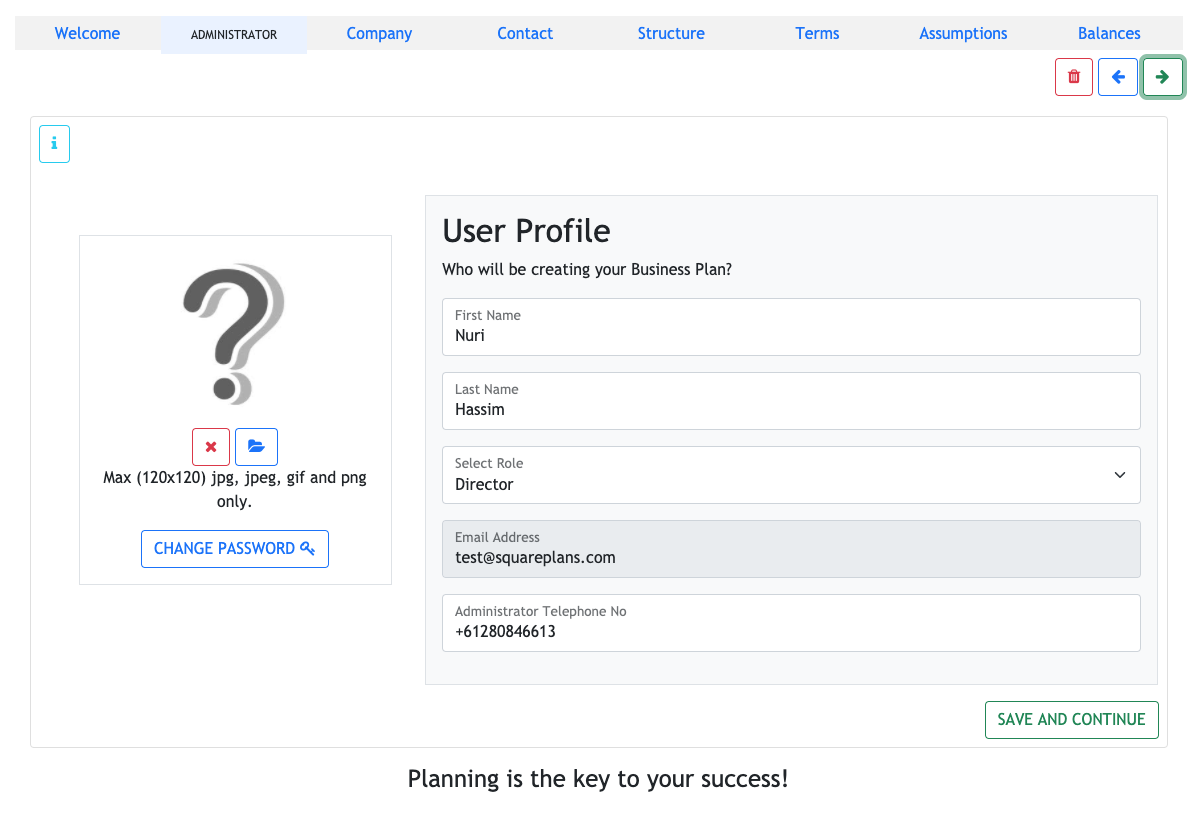 Welcome
ADMINISTRATOR
Company
Contact
Structure
Terms
Assumptions
Balances
i
User Profile
Who will be creating your Business Plan?
First Name
Nuri
Last Name
Hassim
Select Role
Director
Email Address
test@squareplans.com
Administrator Telephone No
+61280846613
Max (120x120) jpg, jpeg, gif and png
only.
CHANGE PASSWORD
SAVE AND CONTINUE
Planning is the key to your success!